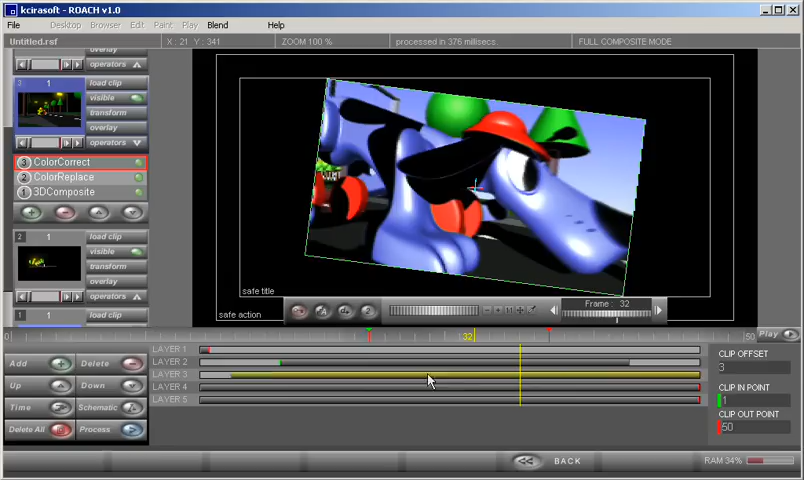 kcirasoft - ROACH v1.0
File Desktop Browser Edit Paint Play Blend Help
Untitled.rsf X : 21 Y : 341 ZOOM 100 % processed in 376 millisecs. FULL COMPOSITE MODE
overlay
operators
3 1 load clip
visible
transform
overlay
operators
3 ColorCorrect
2 ColorReplace
1 3DComposite
2 1 load clip
visible
transform
overlay
operators
1 1 load clip
safe title
safe action
A 2
1:1
Frame : 32
0 32 50 Play
LAYER 1
LAYER 2
LAYER 3
LAYER 4
LAYER 5
Add Delete
Up Down
Time Schematic
Delete All Process
CLIP OFFSET
3
CLIP IN POINT
1
CLIP OUT POINT
50
BACK
RAM 34%